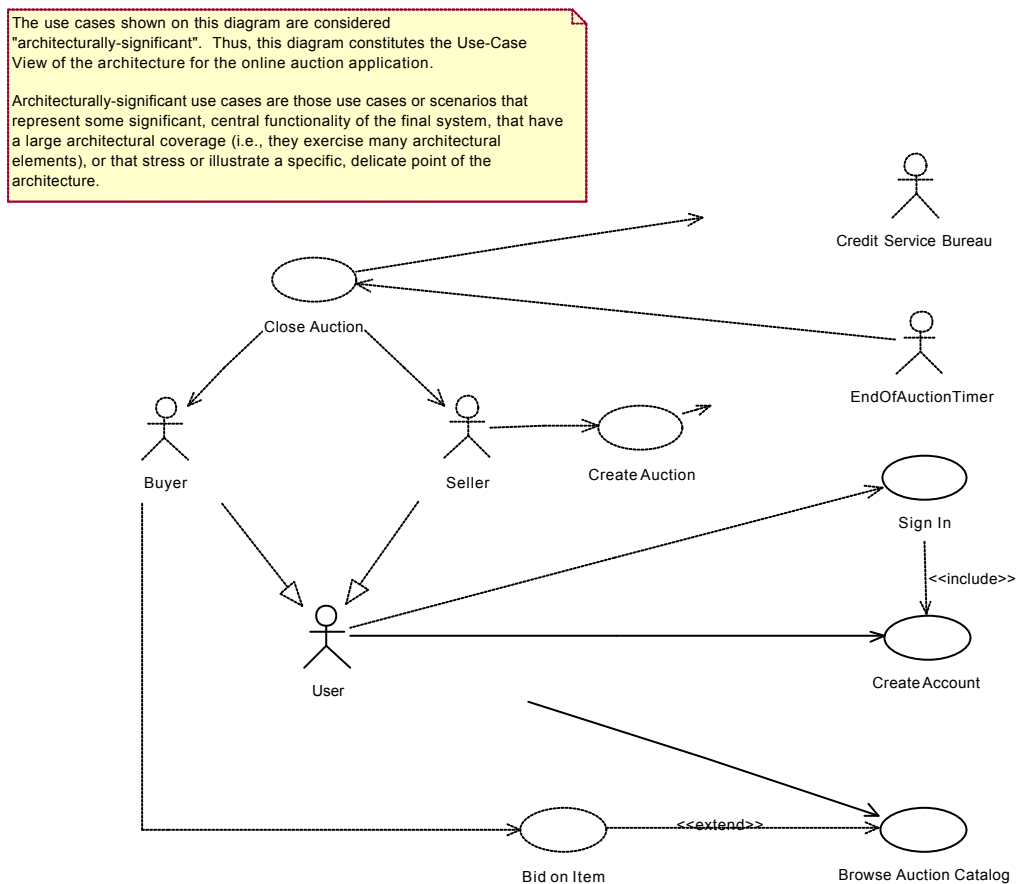 The use cases shown on this diagram are considered
"architecturally-significant". Thus, this diagram constitutes the Use-Case
View of the architecture for the online auction application.
Architecturally-significant use cases are those use cases or scenarios that
represent some significant, central functionality of the final system, that have
a large architectural coverage (i.e., they exercise many architectural
elements), or that stress or illustrate a specific, delicate point of the
architecture.
Credit Service Bureau
Close Auction
EndOfAuctionTimer
Buyer
Seller
Create Auction
Sign In
<<include>>
Create Account
User
<<extend>>
Bid on Item
Browse Auction Catalog